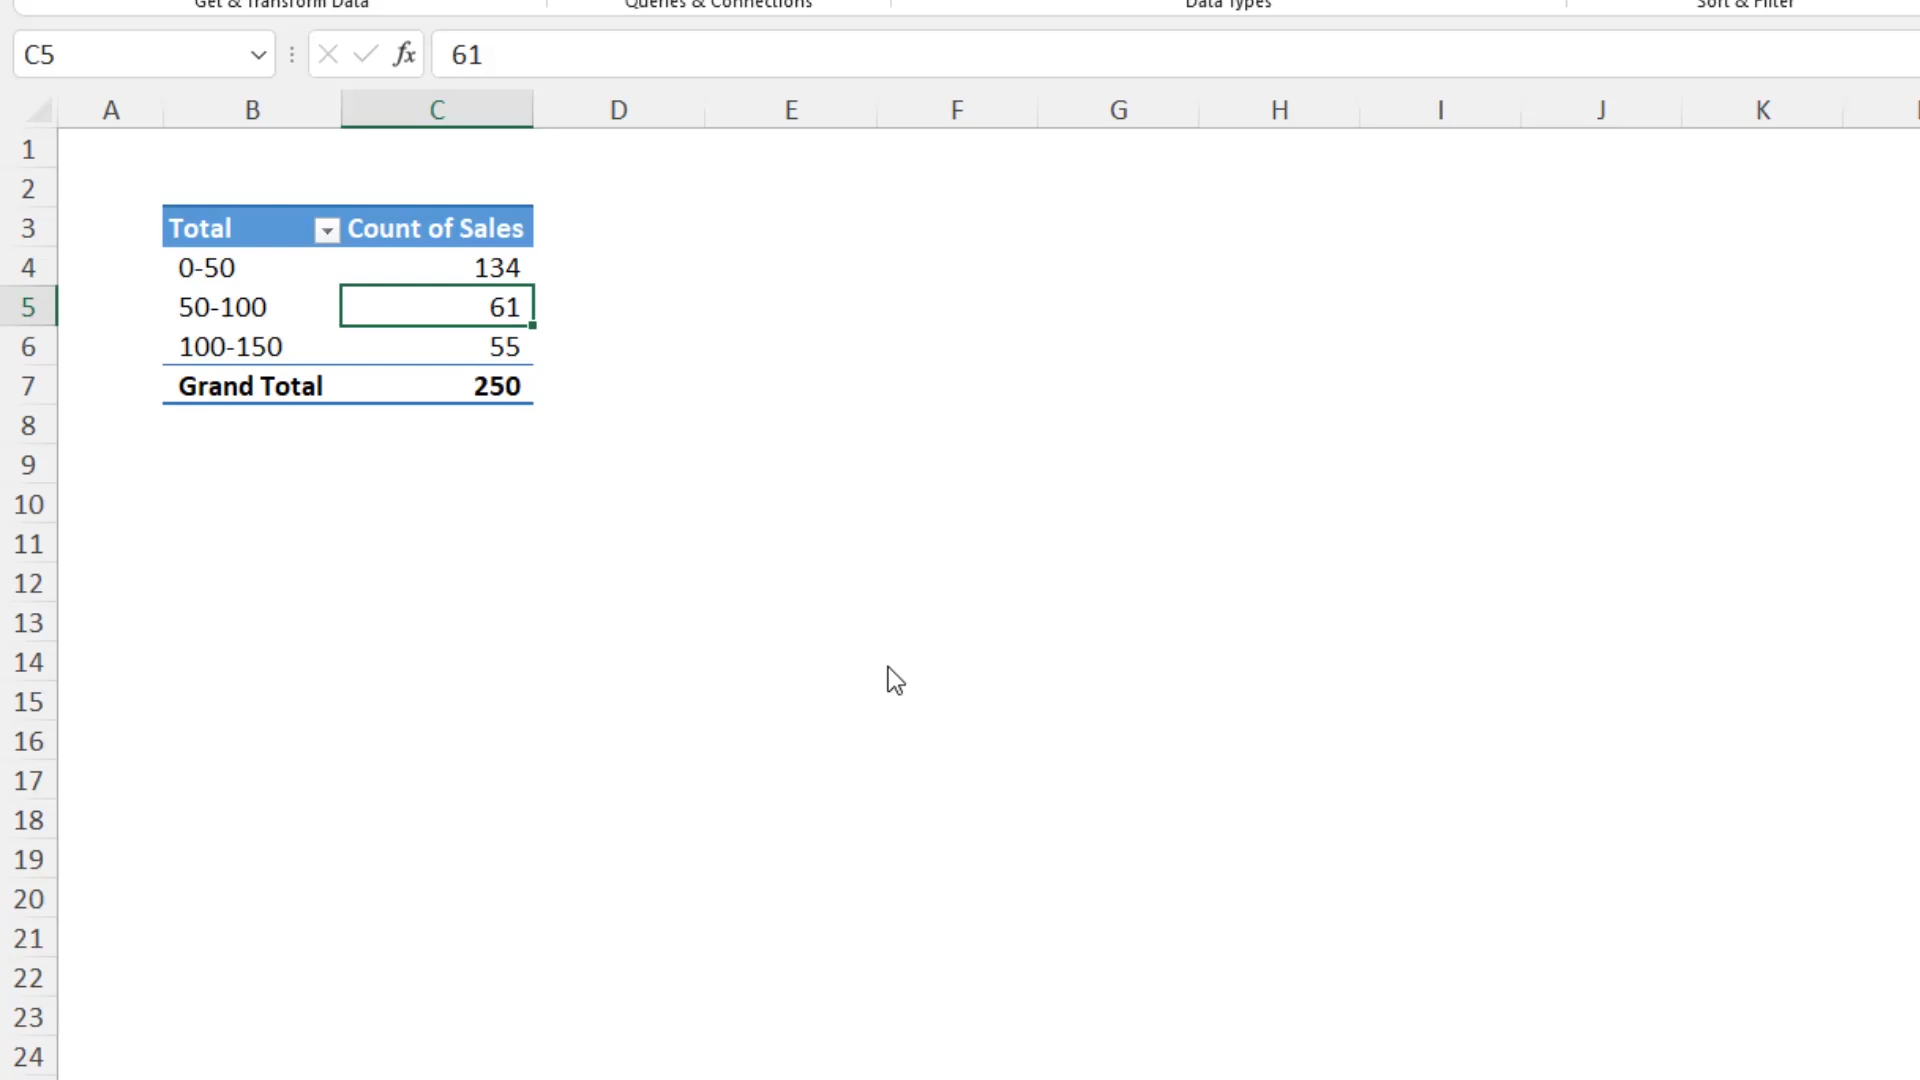 Get & Transform Data Queries & Connections Data Types Sort & Filter
C5 fx 61
A B C D E F G H I J K
1
2
3 Total Count of Sales
4 0-50 134
5 50-100 61
6 100-150 55
7 Grand Total 250
8
9
10
11
12
13
14
15
16
17
18
19
20
21
22
23
24